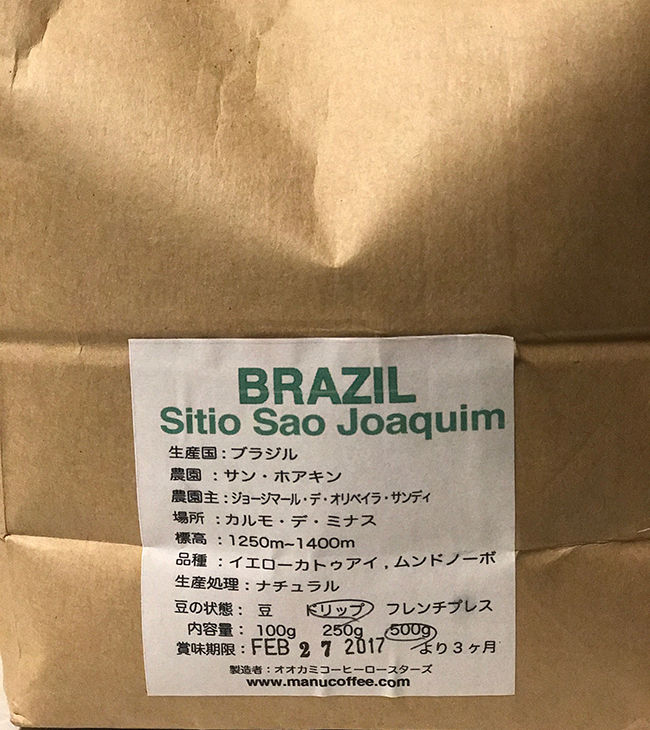 BRAZIL
Sitio Sao Joaquim
生産国：ブラジル
農園：サン・ホアキン
農園主：ジョージマール・デ・オリベイラ・サンディ
場所：カルモ・デ・ミナス
標高：1250m~1400m
品種：イエローカトゥアイ , ムンドノーボ
生産処理：ナチュラル
豆の状態： 豆 ドリップ フレンチプレス
内容量： 100g 250g 500g
賞味期限：FEB 27 2017 より３ヶ月
製造者：オオカミコーヒーロースターズ
www.manucoffee.com